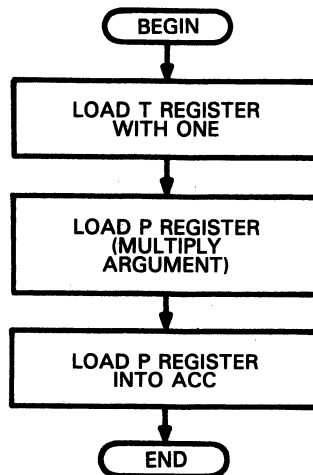 BEGIN
LOAD T REGISTER
WITH ONE
LOAD P REGISTER
(MULTIPLY
ARGUMENT)
LOAD P REGISTER
INTO ACC
END